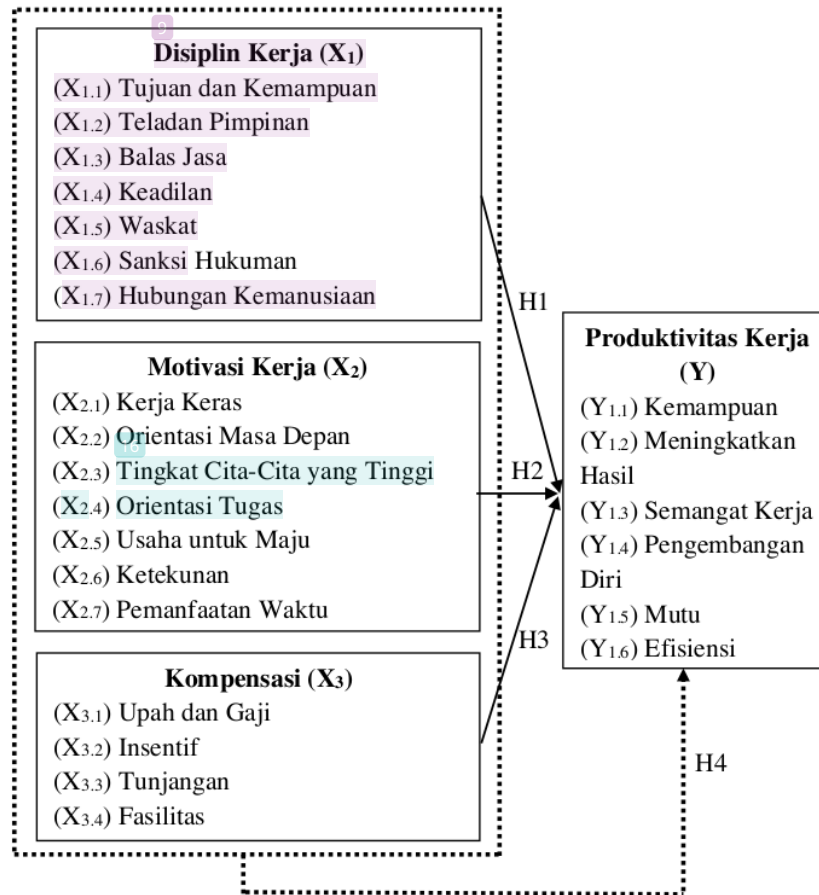 9
Disiplin Kerja (X1)
(X1.1) Tujuan dan Kemampuan
(X1.2) Teladan Pimpinan
(X1.3) Balas Jasa
(X1.4) Keadilan
(X1.5) Waskat
(X1.6) Sanksi Hukuman
(X1.7) Hubungan Kemanusiaan
Motivasi Kerja (X2)
(X2.1) Kerja Keras
(X2.2) Orientasi Masa Depan
16
(X2.3) Tingkat Cita-Cita yang Tinggi
(X2.4) Orientasi Tugas
(X2.5) Usaha untuk Maju
(X2.6) Ketekunan
(X2.7) Pemanfaatan Waktu
Kompensasi (X3)
(X3.1) Upah dan Gaji
(X3.2) Insentif
(X3.3) Tunjangan
(X3.4) Fasilitas
H1
H2
H3
Produktivitas Kerja
(Y)
(Y1.1) Kemampuan
(Y1.2) Meningkatkan
Hasil
(Y1.3) Semangat Kerja
(Y1.4) Pengembangan
Diri
(Y1.5) Mutu
(Y1.6) Efisiensi
H4